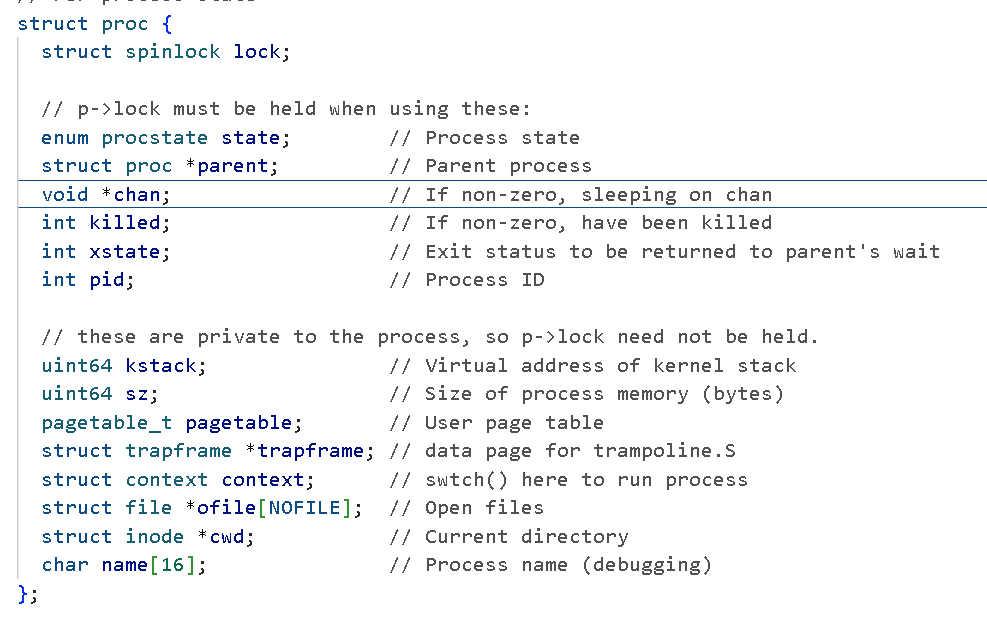 struct proc {
  struct spinlock lock;

  // p->lock must be held when using these:
  enum procstate state;        // Process state
  struct proc *parent;         // Parent process
  void *chan;                  // If non-zero, sleeping on chan
  int killed;                  // If non-zero, have been killed
  int xstate;                  // Exit status to be returned to parent's wait
  int pid;                     // Process ID

  // these are private to the process, so p->lock need not be held.
  uint64 kstack;               // Virtual address of kernel stack
  uint64 sz;                   // Size of process memory (bytes)
  pagetable_t pagetable;       // User page table
  struct trapframe *trapframe; // data page for trampoline.S
  struct context context;      // swtch() here to run process
  struct file *ofile[NOFILE];  // Open files
  struct inode *cwd;           // Current directory
  char name[16];               // Process name (debugging)
};